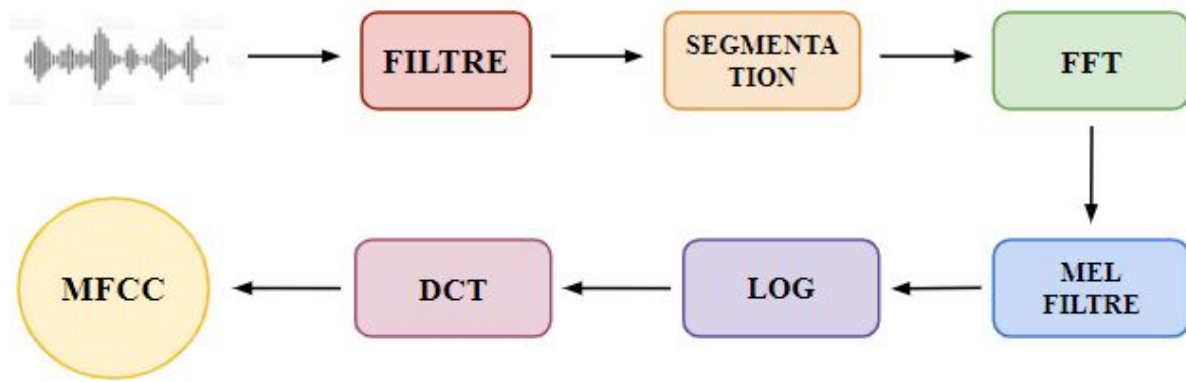 FILTRE
SEGMENTA
TION
FFT
MEL
FILTRE
LOG
DCT
MFCC